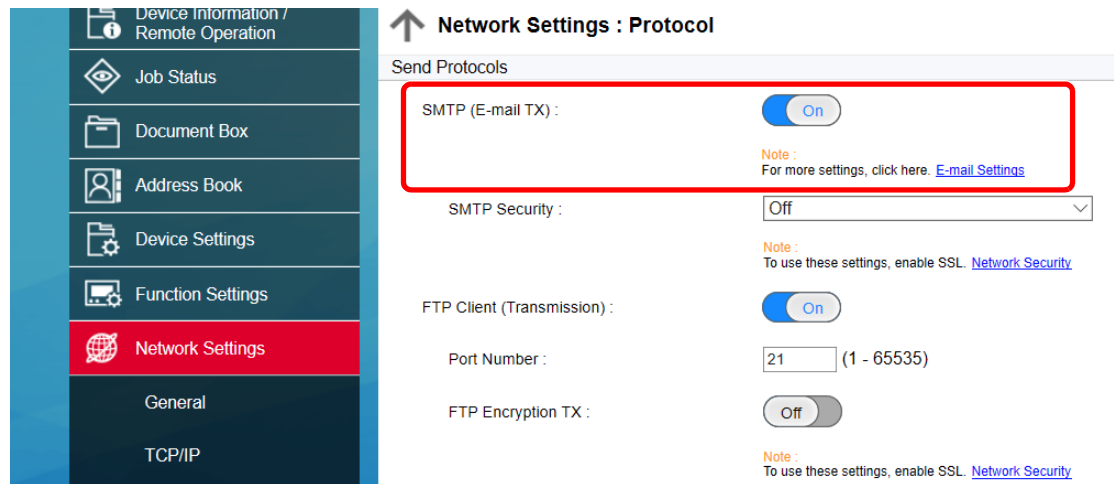 Device Information /
Remote Operation
Job Status
Document Box
Address Book
Device Settings
Function Settings
Network Settings
General
TCP/IP
Network Settings : Protocol
Send Protocols
SMTP (E-mail TX) :
On
Note :
For more settings, click here. E-mail Settings
SMTP Security :
Off
Note :
To use these settings, enable SSL. Network Security
FTP Client (Transmission) :
On
Port Number :
21 (1 - 65535)
FTP Encryption TX :
Off
Note :
To use these settings, enable SSL. Network Security